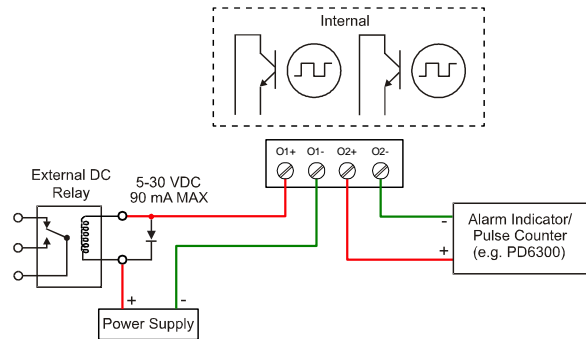 Internal
O1+ O1- O2+ O2-
External DC
Relay
5-30 VDC
90 mA MAX
-
+
Alarm Indicator/
Pulse Counter
(e.g. PD6300)
+ -
Power Supply